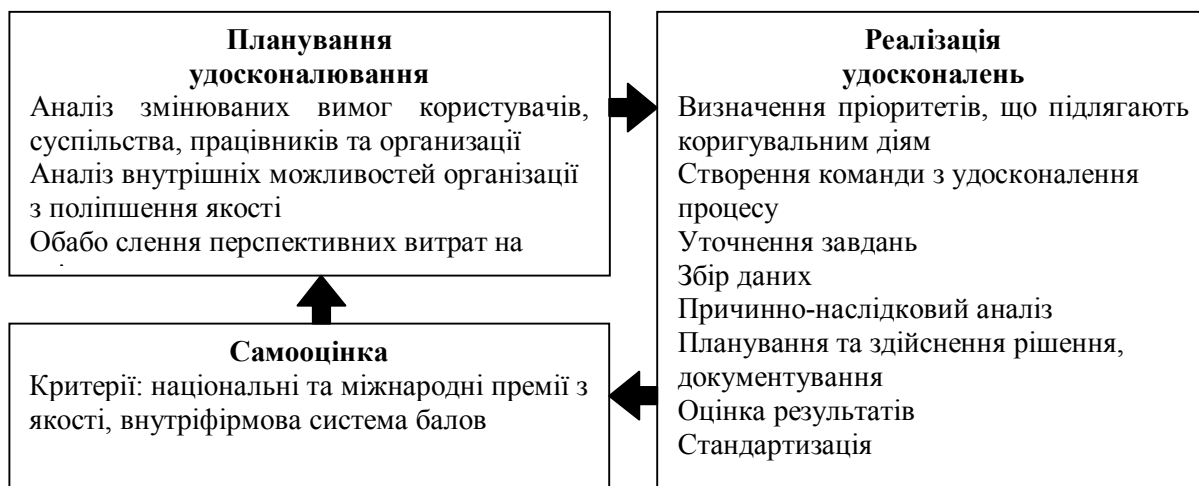 Планування
удосконалювання
Аналіз змінюваних вимог користувачів,
суспільства, працівників та организації
Аналіз внутрішніх можливостей організації
з поліпшення якості
Обабо слення перспективних витрат на
Реалізація
удосконалень
Визначення пріоритетів, що підлягають
коригувальним діям
Створення команди з удосконалення
процесу
Уточнення завдань
Збір даних
Причинно-наслідковий аналіз
Планування та здійснення рішення,
документування
Оцінка результатів
Стандартизація
Самооцінка
Критерії: національні та міжнародні премії з
якості, внутріфірмова система балов